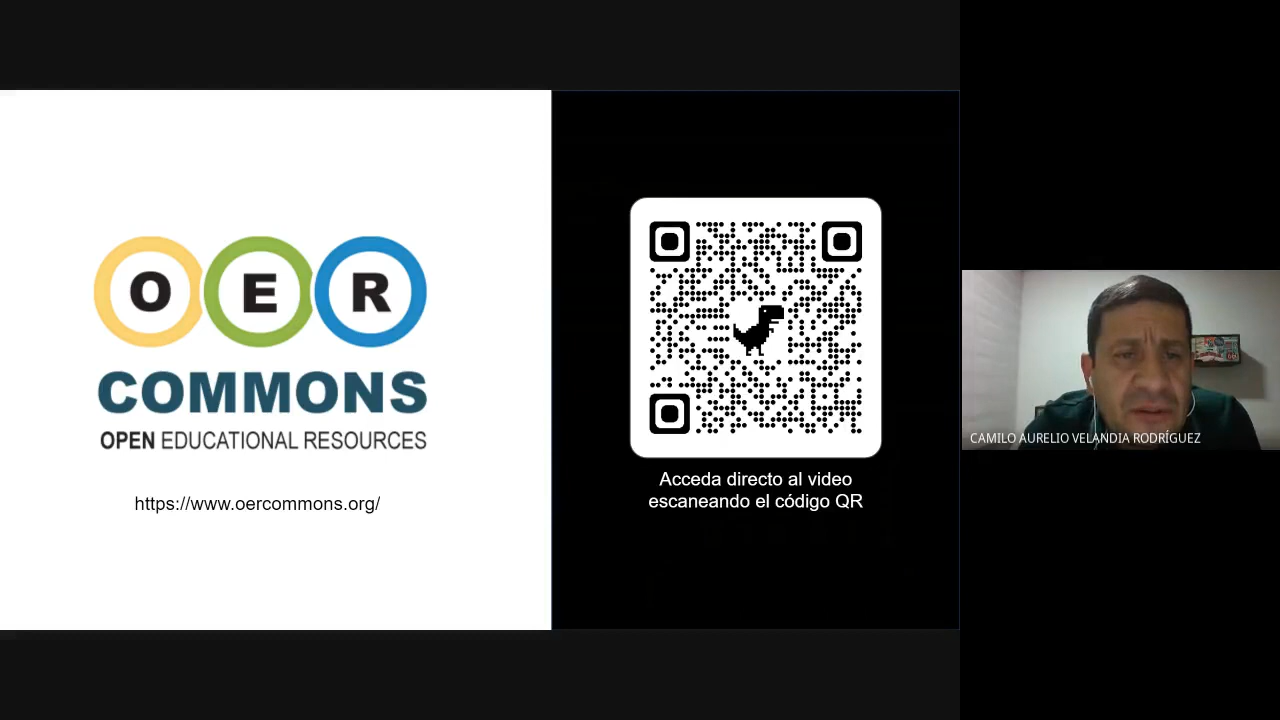 O E R
COMMONS
OPEN EDUCATIONAL RESOURCES
https://www.oercommons.org/
Acceda directo al video
escaneando el código QR
CAMILO AURELIO VELANDIA RODRÍGUEZ